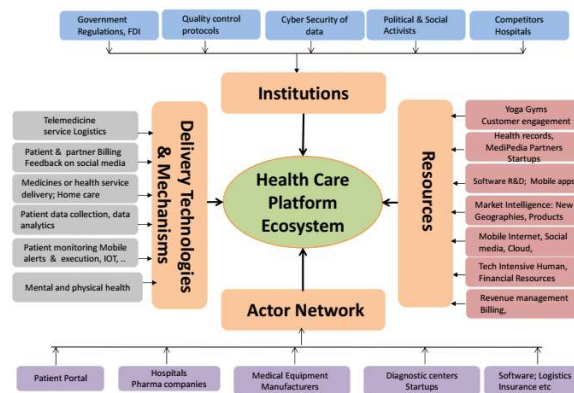 Government
Regulations, FDI
Quality control
protocols
Cyber Security of
data
Political & Social
Activists
Competitors
Hospitals
Institutions
Telemedicine
service Logistics
Patient & partner Billing
Feedback on social media
Medicines or health service
delivery; Home care
Patient data collection, data
analytics
Patient monitoring Mobile
alerts & execution, IOT, ..
Mental and physical health
Delivery Technologies
& Mechanisms
Health Care
Platform
Ecosystem
Resources
Yoga Gyms
Customer engagement
Health records,
MediPedia Partners
Startups
Software R&D; Mobile apps
Market Intelligence: New
Geographies, Products
Mobile Internet, Social
media, Cloud,
Tech Intensive Human,
Financial Resources
Revenue management
Billing,
Actor Network
Patient Portal
Hospitals
Pharma companies
Medical Equipment
Manufacturers
Diagnostic centers
Startups
Software; Logistics
Insurance etc